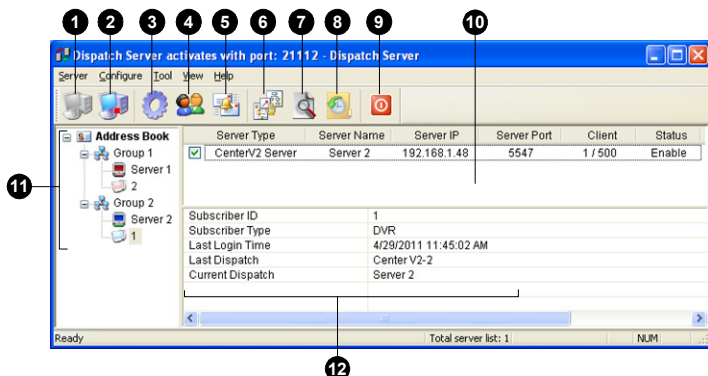 1 2 3 4 5 6 7 8 9 10
Dispatch Server activates with port: 21112 - Dispatch Server
Server Configure Tool View Help
11
Address Book
Group 1
Server 1
2
Group 2
Server 2
1
Server Type Server Name Server IP Server Port Client Status
CenterV2 Server Server 2 192.168.1.48 5547 1 / 500 Enable
Subscriber ID 1
Subscriber Type DVR
Last Login Time 4/29/2011 11:45:02 AM
Last Dispatch Center V2-2
Current Dispatch Server 2
Ready Total server list: 1 NUM
12